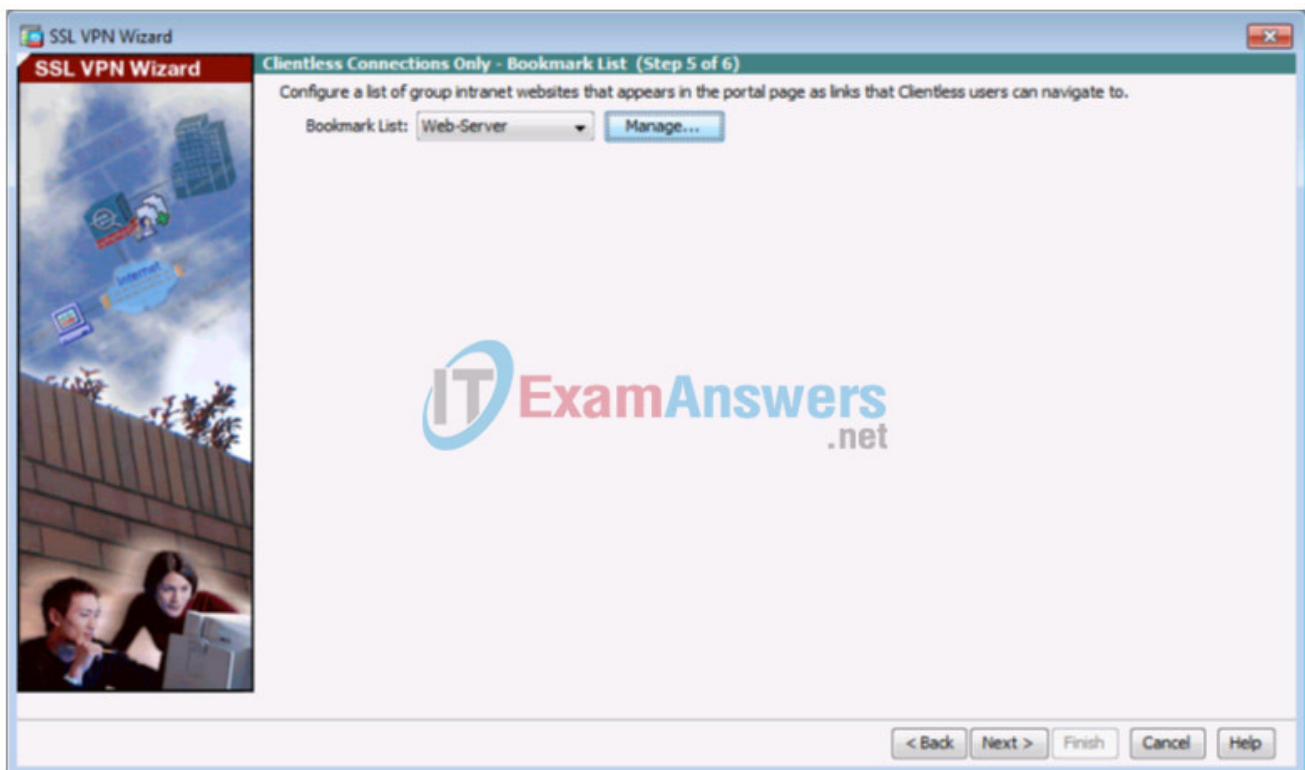 SSL VPN Wizard
SSL VPN Wizard
Clientless Connections Only - Bookmark List (Step 5 of 6)
Configure a list of group intranet websites that appears in the portal page as links that Clientless users can navigate to.
Bookmark List: Web-Server Manage...
Internet
ITExamAnswers
.net
< Back Next > Finish Cancel Help